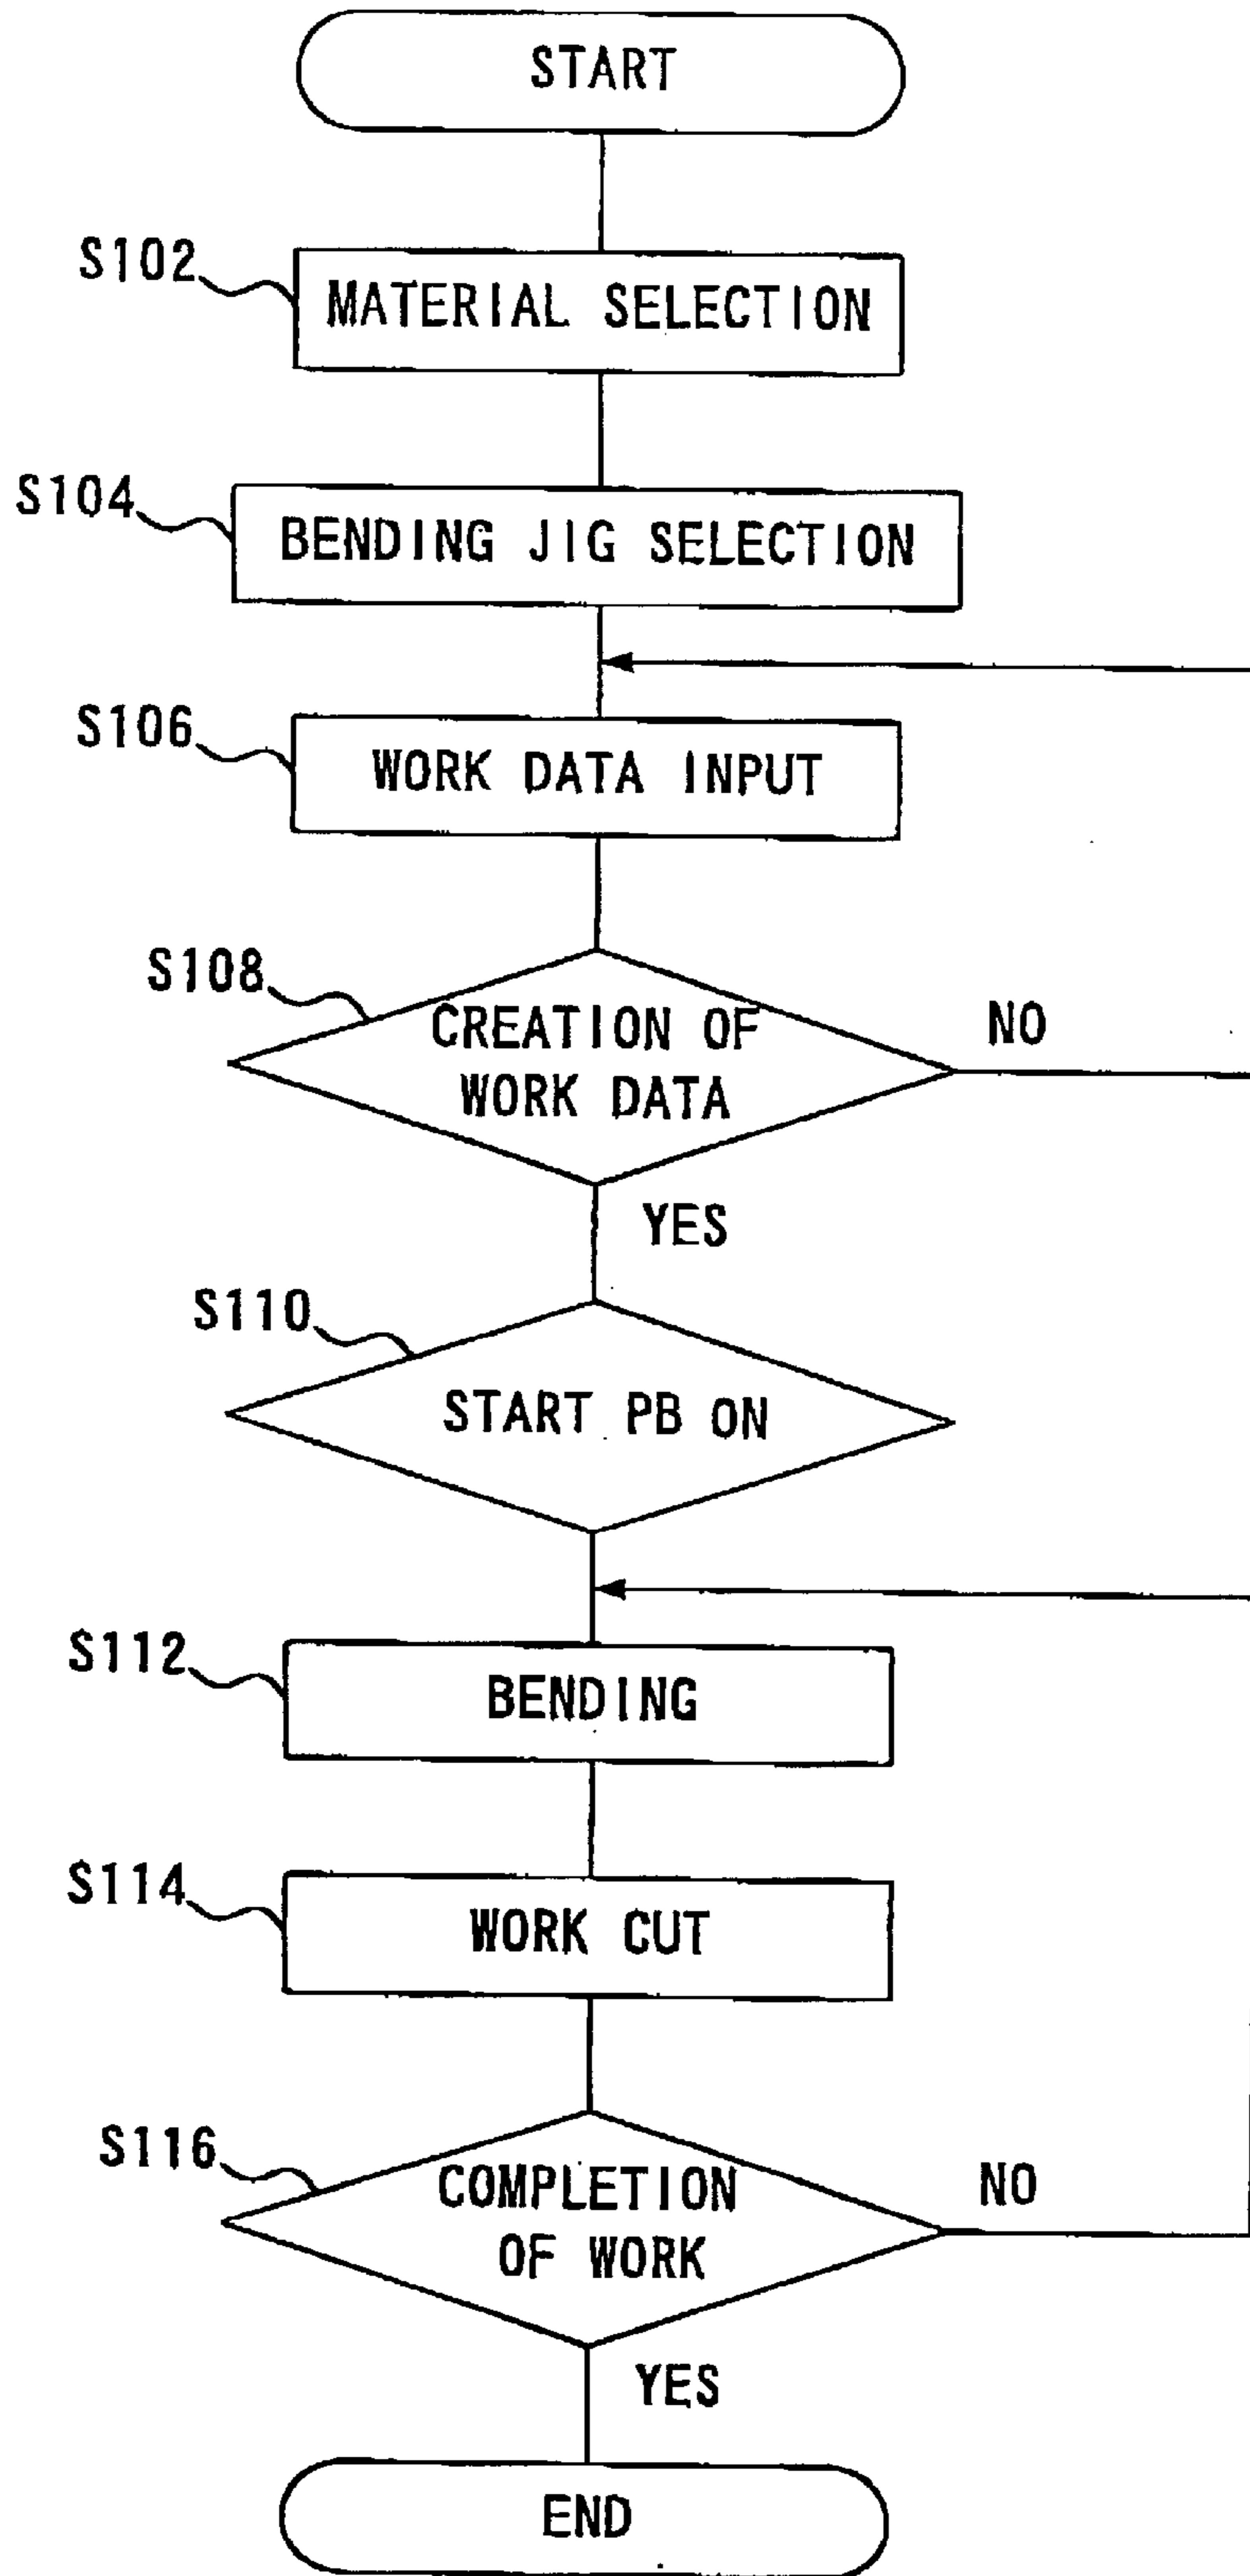 START
S102
MATERIAL SELECTION
S104
BENDING JIG SELECTION
S106
WORK DATA INPUT
S108
CREATION OF
WORK DATA
NO
YES
S110
START PB ON
S112
BENDING
S114
WORK CUT
S116
COMPLETION
OF WORK
NO
YES
END